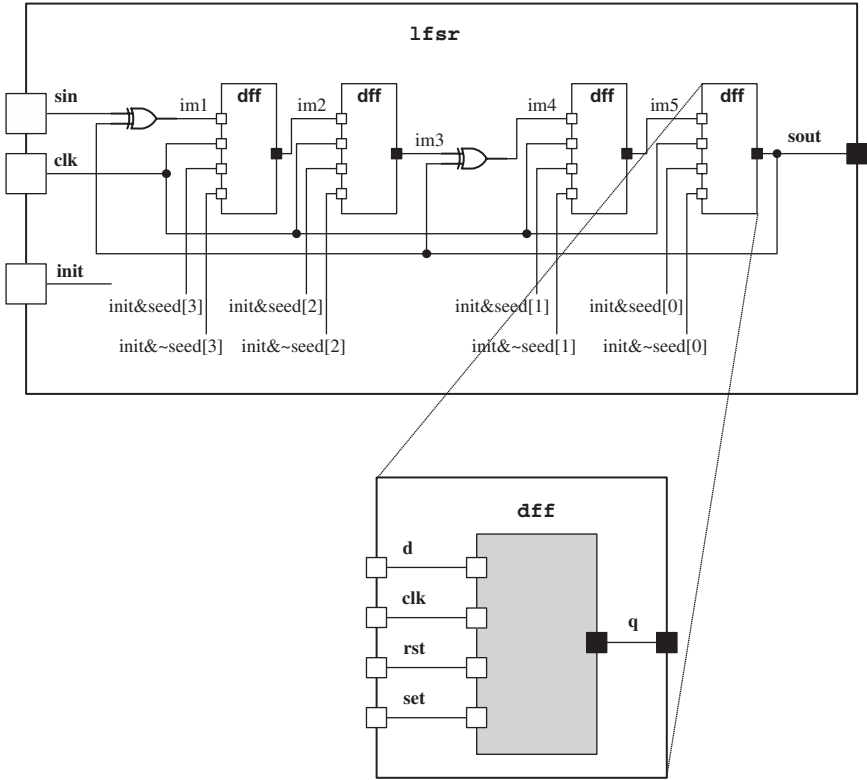 lfsr
sin
im1
dff
im2
dff
im3
im4
dff
im5
dff
sout
clk
init
init&seed[3]
init&seed[2]
init&seed[1]
init&seed[0]
init&~seed[3]
init&~seed[2]
init&~seed[1]
init&~seed[0]
dff
d
clk
rst
set
q